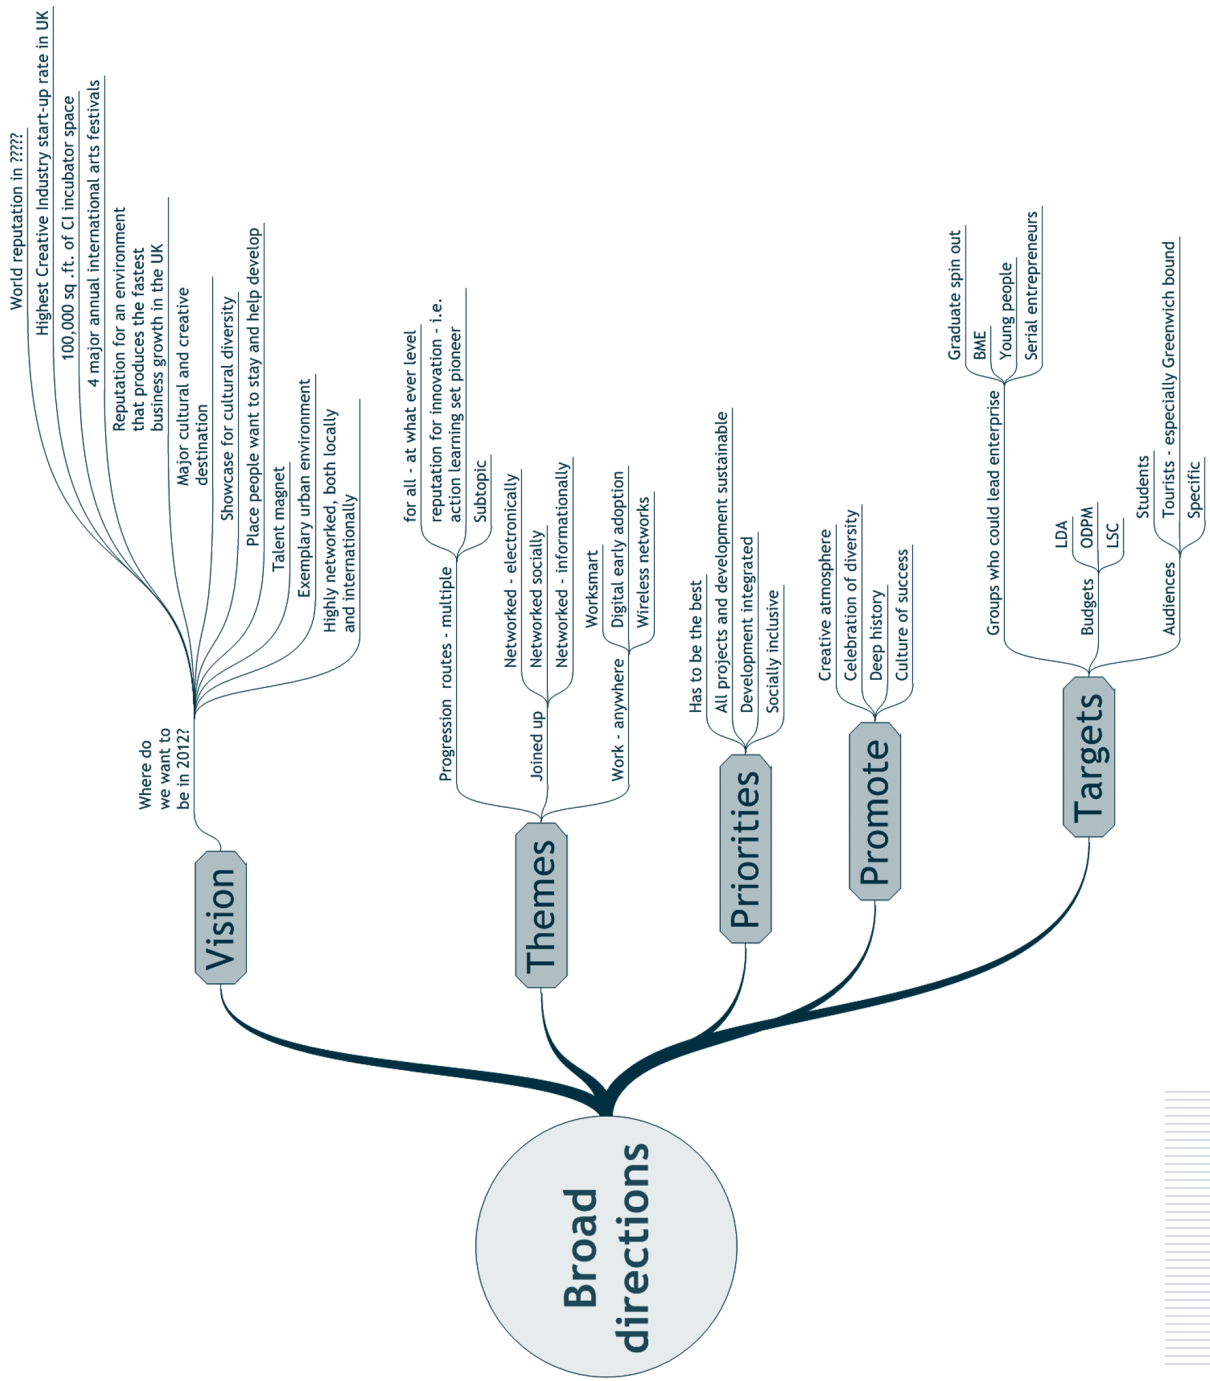 Broad
directions
Vision
Where do
we want to
be in 2012?
World reputation in ?????
Highest Creative Industry start-up rate in UK
100,000 sq .ft. of CI incubator space
4 major annual international arts festivals
Reputation for an environment
that produces the fastest
business growth in the UK
Major cultural and creative
destination
Showcase for cultural diversity
Place people want to stay and help develop
Talent magnet
Exemplary urban environment
Highly networked, both locally
and internationally
Themes
Progression routes - multiple
for all - at what ever level
reputation for innovation - i.e.
action learning set pioneer
Subtopic
Joined up
Networked - electronically
Networked socially
Networked - informationally
Work - anywhere
Worksmart
Digital early adoption
Wireless networks
Priorities
Has to be the best
All projects and development sustainable
Development integrated
Socially inclusive
Promote
Creative atmosphere
Celebration of diversity
Deep history
Culture of success
Targets
Groups who could lead enterprise
Graduate spin out
BME
Young people
Serial entrepreneurs
Budgets
LDA
ODPM
LSC
Audiences
Students
Tourists - especially Greenwich bound
Specific